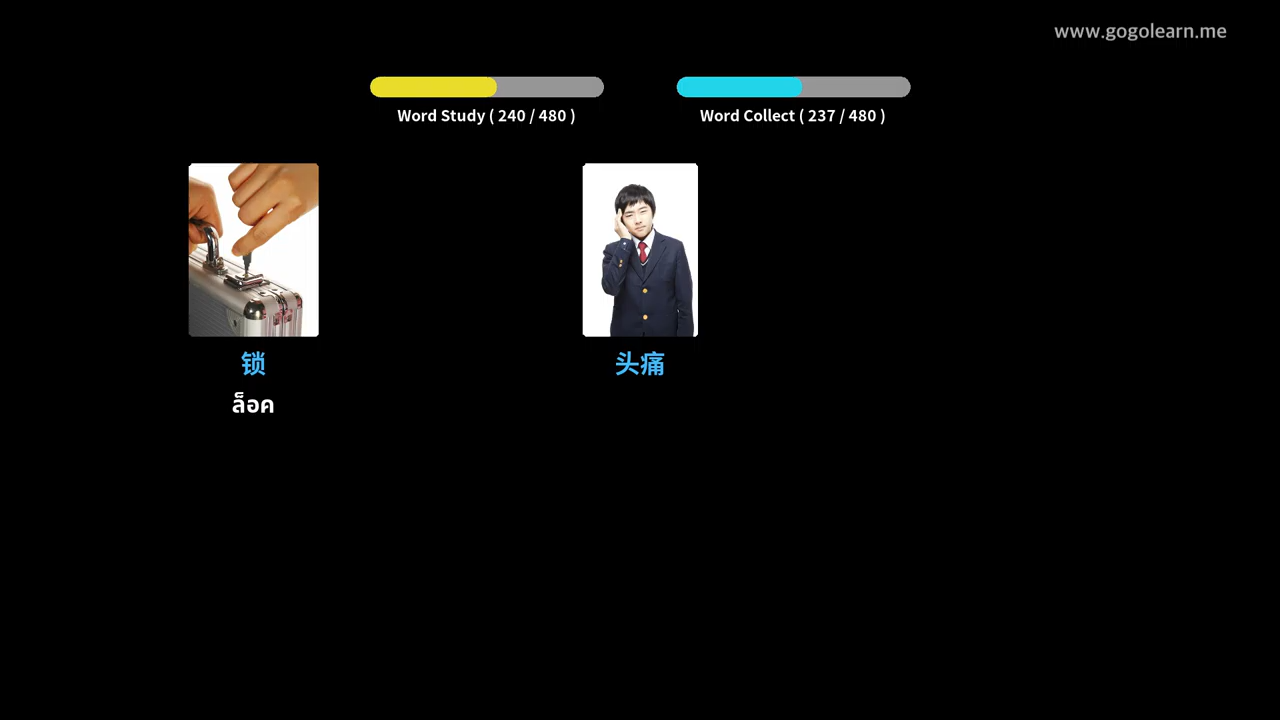 www.gogolearn.me
Word Study ( 240 / 480 )
Word Collect ( 237 / 480 )
锁
头痛
ล็อค